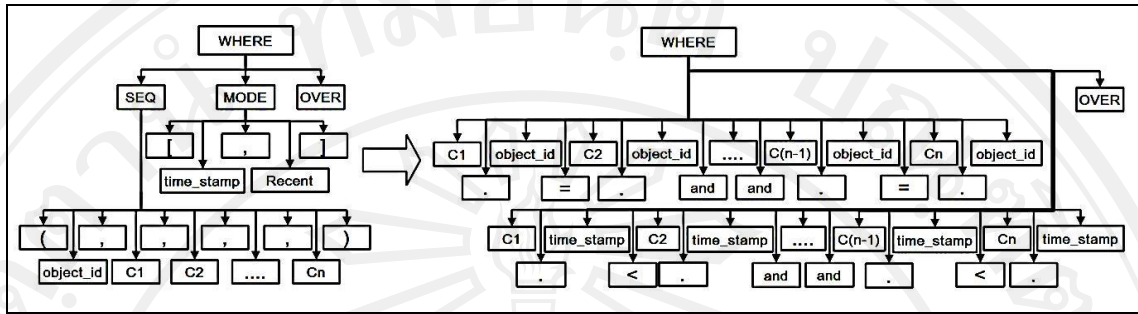 WHERE
SEQ MODE OVER
[ , ]
time_stamp Recent
( , , , , )
object_id C1 C2 .... Cn
WHERE
OVER
C1 object_id C2 object_id .... C(n-1) object_id Cn object_id
. = . and and . = .
C1 time_stamp C2 time_stamp .... C(n-1) time_stamp Cn time_stamp
. < . and and . < .